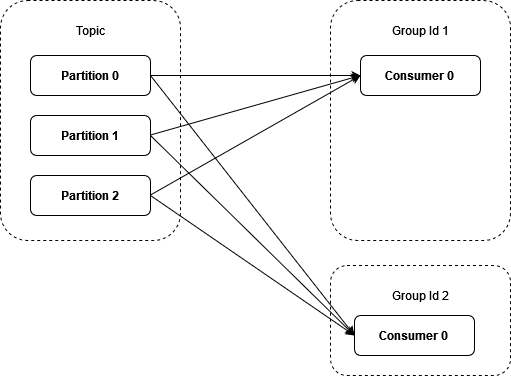 Topic
Partition 0
Partition 1
Partition 2
Group Id 1
Consumer 0
Group Id 2
Consumer 0